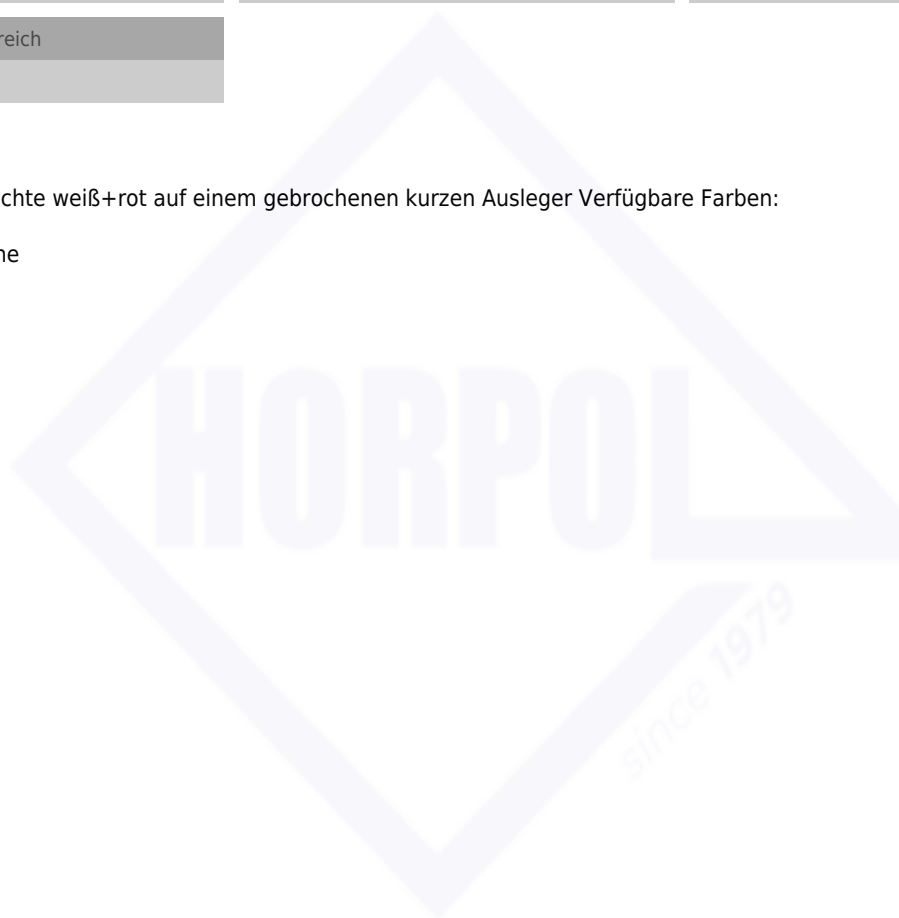 reich
chte weiß+rot auf einem gebrochenen kurzen Ausleger Verfügbare Farben:
ne
HORPOL
since 1979